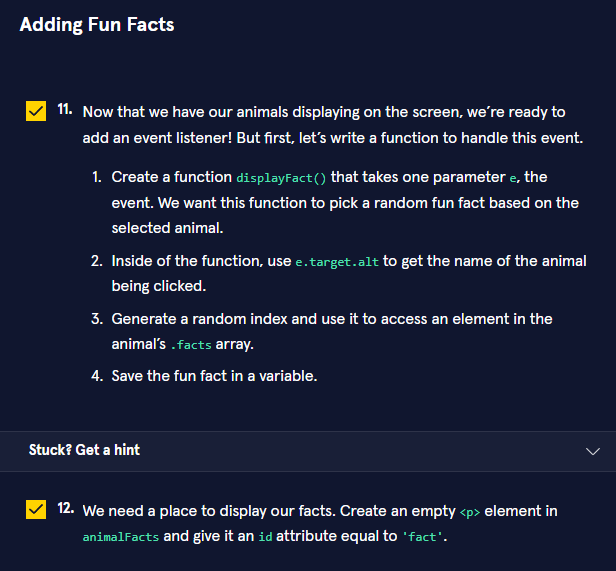 Adding Fun Facts
11. Now that we have our animals displaying on the screen, we're ready to
add an event listener! But first, let's write a function to handle this event.
1. Create a function displayFact() that takes one parameter e, the
event. We want this function to pick a random fun fact based on the
selected animal.
2. Inside of the function, use e.target.alt to get the name of the animal
being clicked.
3. Generate a random index and use it to access an element in the
animal's .facts array.
4. Save the fun fact in a variable.
Stuck? Get a hint
12. We need a place to display our facts. Create an empty <p> element in
animalFacts and give it an id attribute equal to 'fact'.